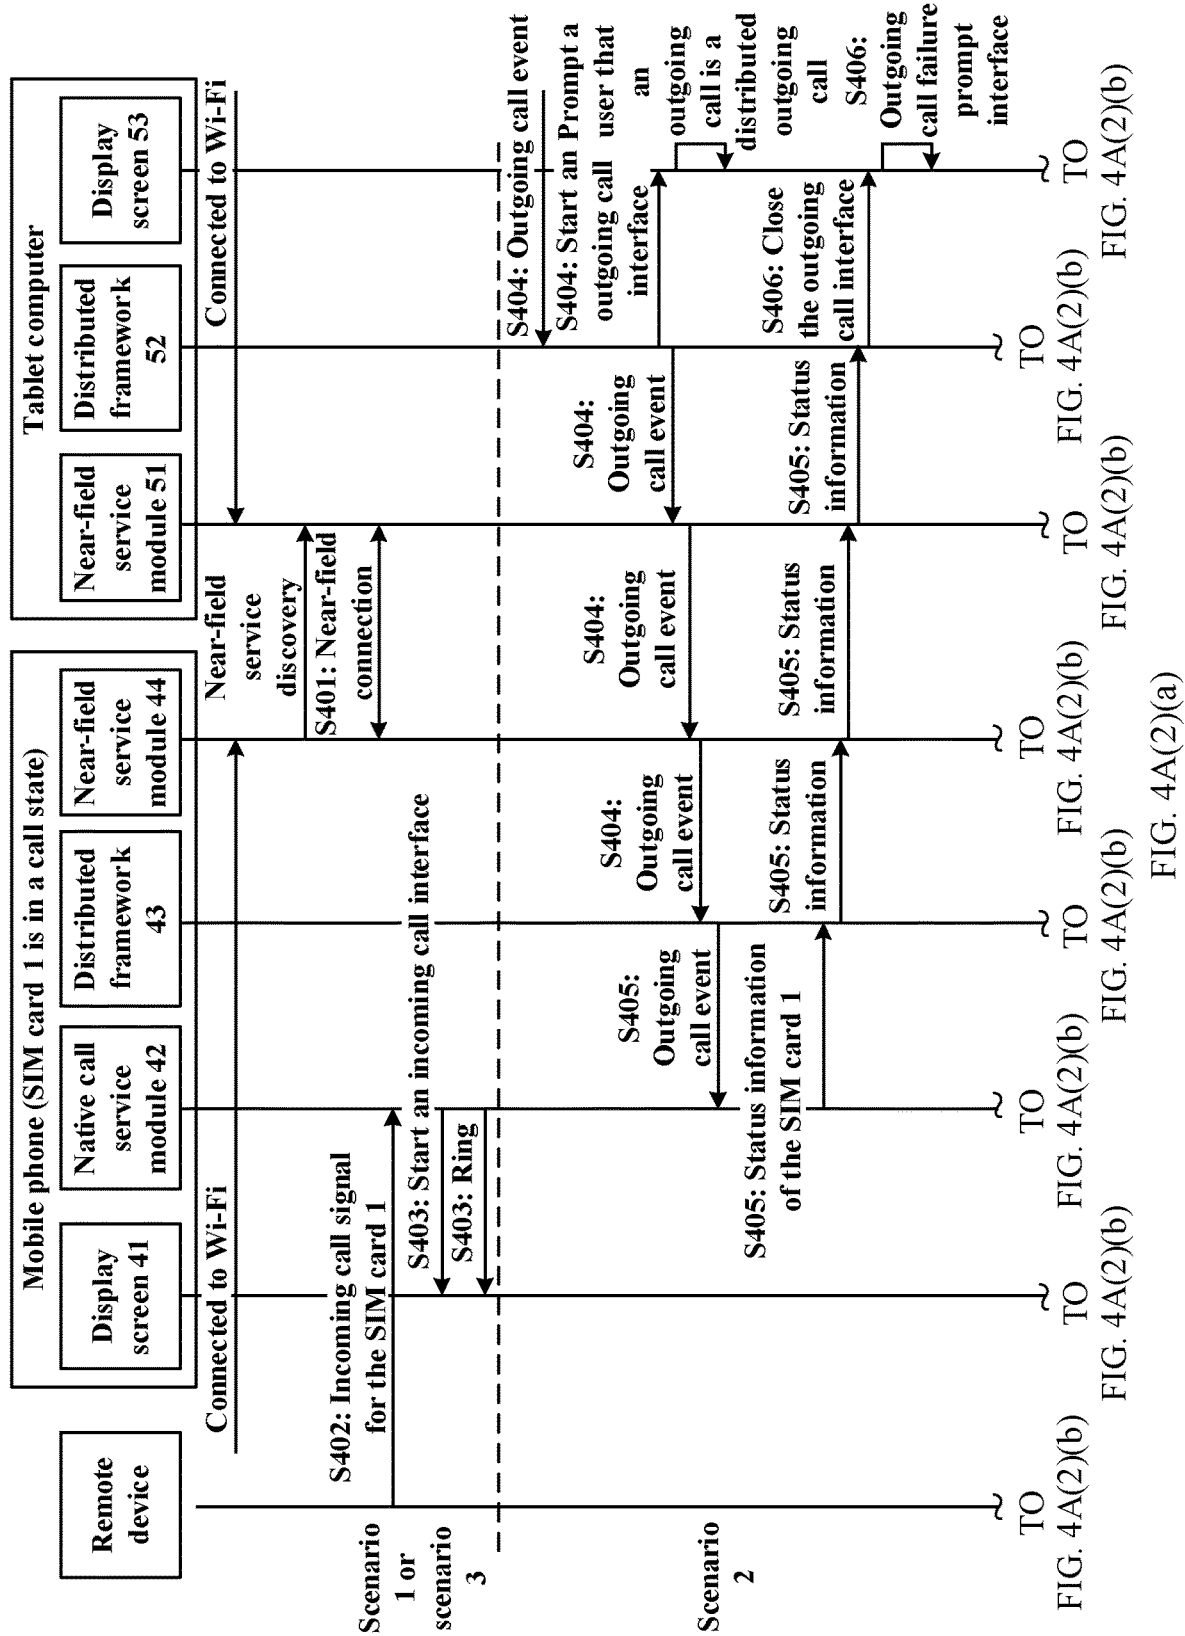 Remote
device
Mobile phone (SIM card 1 is in a call state)
Display
screen 41
Native call
service
module 42
Distributed
framework
43
Near-field
service
module 44
Tablet computer
Near-field
service
module 51
Distributed
framework
52
Display
screen 53
Connected to Wi-Fi
Connected to Wi-Fi
Near-field
service
discovery
S401: Near-field
connection
Scenario
1 or
scenario
3
S402: Incoming call signal
for the SIM card 1
S403: Start an incoming call interface
S403: Ring
Scenario
2
S404: Outgoing call event
S404: Start an
outgoing call
interface
Prompt a
user that
an
outgoing
call is a
distributed
outgoing
call
S404:
Outgoing
call event
S404:
Outgoing
call event
S404:
Outgoing
call event
S405:
Outgoing
call event
S405: Status information
of the SIM card 1
S405: Status
information
S405: Status
information
S405: Status
information
S406: Close
the outgoing
call interface
S406:
Outgoing
call failure
prompt
interface
TO
FIG. 4A(2)(b)
TO
FIG. 4A(2)(b)
TO
FIG. 4A(2)(b)
TO
FIG. 4A(2)(b)
TO
FIG. 4A(2)(b)
TO
FIG. 4A(2)(b)
TO
FIG. 4A(2)(b)
TO
FIG. 4A(2)(b)
FIG. 4A(2)(a)